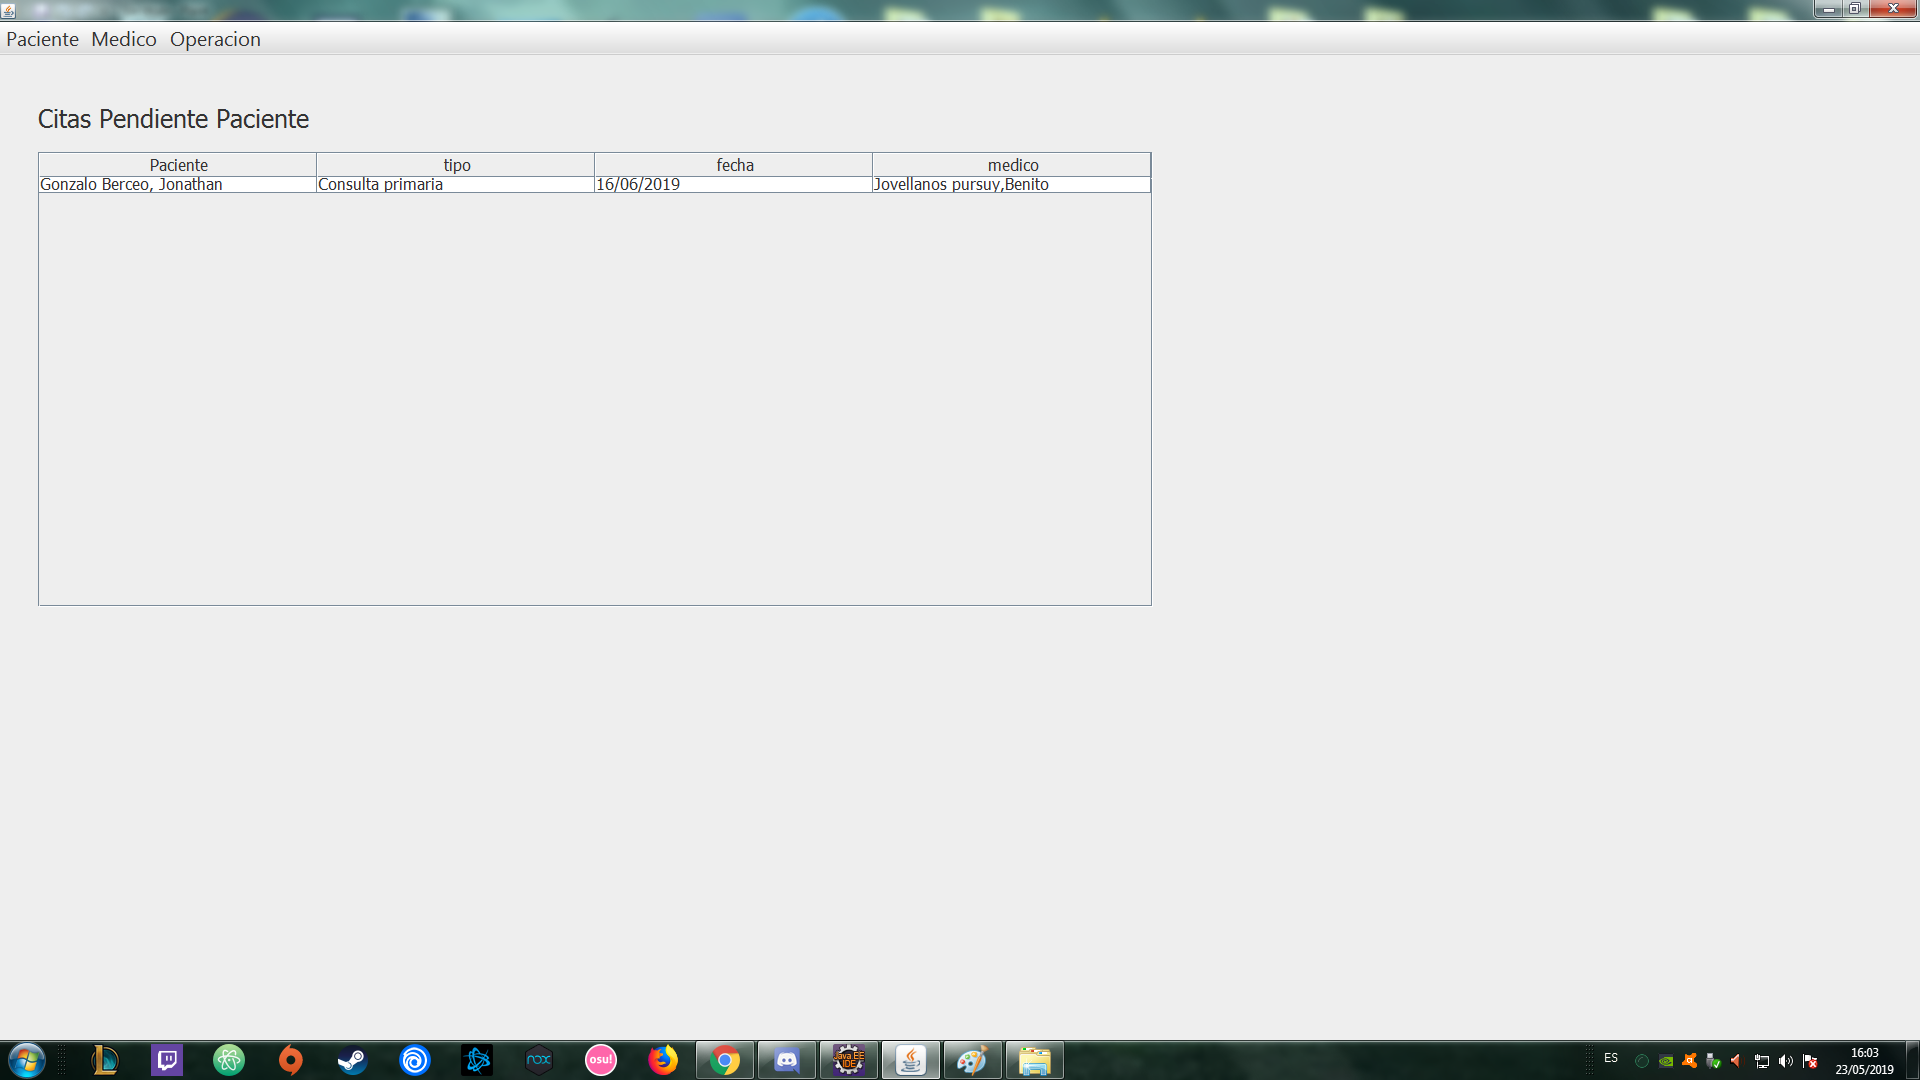 Paciente Medico Operacion
Citas Pendiente Paciente
Paciente tipo fecha medico
Gonzalo Berceo, Jonathan Consulta primaria 16/06/2019 Jovellanos pursuy,Benito
nox osu! Java EE IDE ES 16:03
23/05/2019